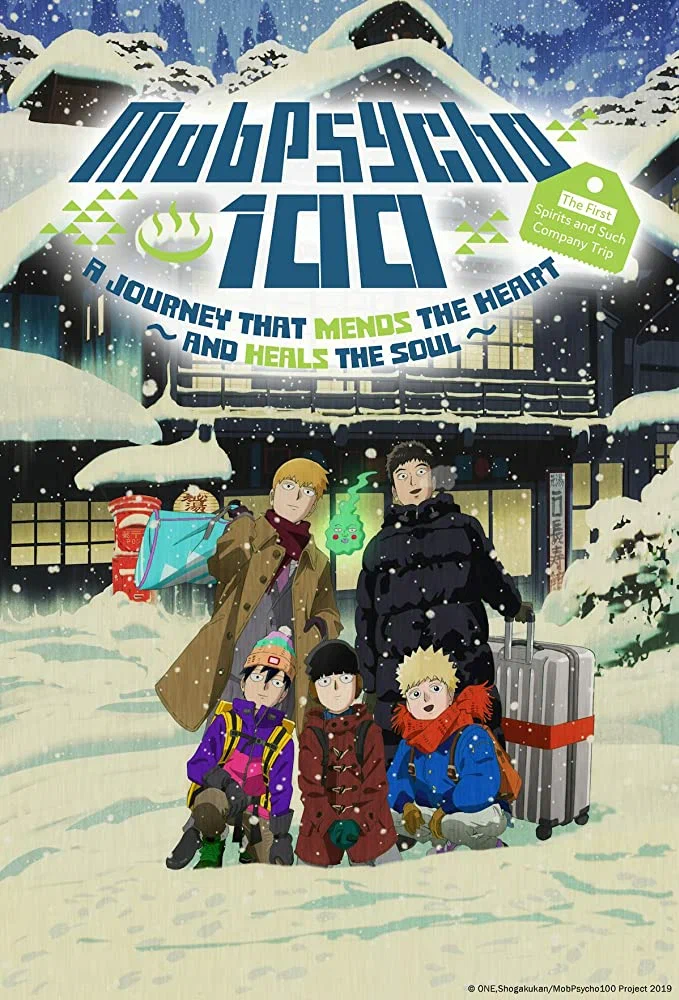 MobPsycho
100
The First
Spirits and Such
Company Trip
A JOURNEY THAT MENDS THE HEART
~ AND HEALS THE SOUL ~
© ONE,Shogakukan/MobPsycho100 Project 2019